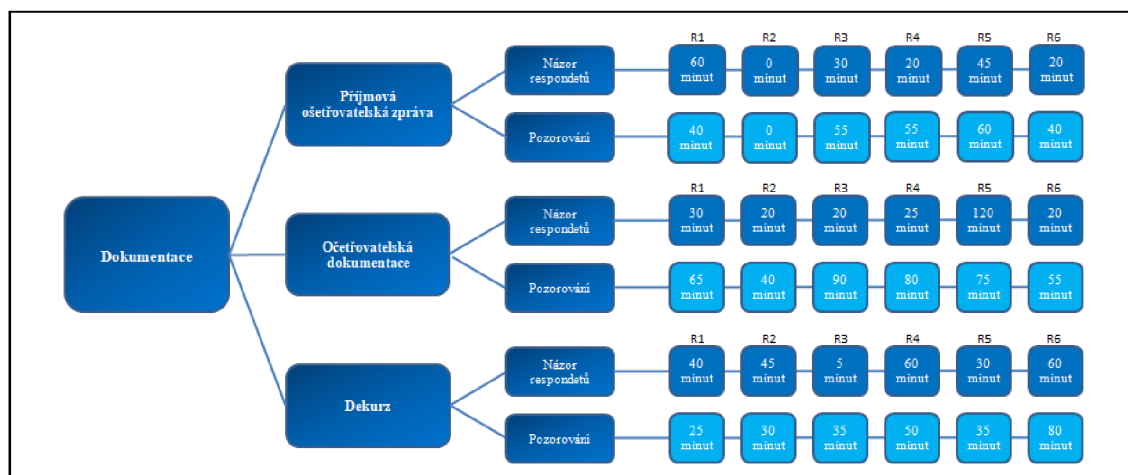 R1 R2 R3 R4 R5 R6
Názor
respondetů
60
minut
0
minut
30
minut
20
minut
45
minut
20
minut
Příjmová
ošetřovatelská zpráva
Pozorování
40
minut
0
minut
55
minut
55
minut
60
minut
40
minut
R1 R2 R3 R4 R5 R6
Názor
respondetů
30
minut
20
minut
20
minut
25
minut
120
minut
20
minut
Dokumentace
Očetřovatelská
dokumentace
Pozorování
65
minut
40
minut
90
minut
80
minut
75
minut
55
minut
R1 R2 R3 R4 R5 R6
Názor
respondetů
40
minut
45
minut
5
minut
60
minut
30
minut
60
minut
Dekurz
Pozorování
25
minut
30
minut
35
minut
50
minut
35
minut
80
minut